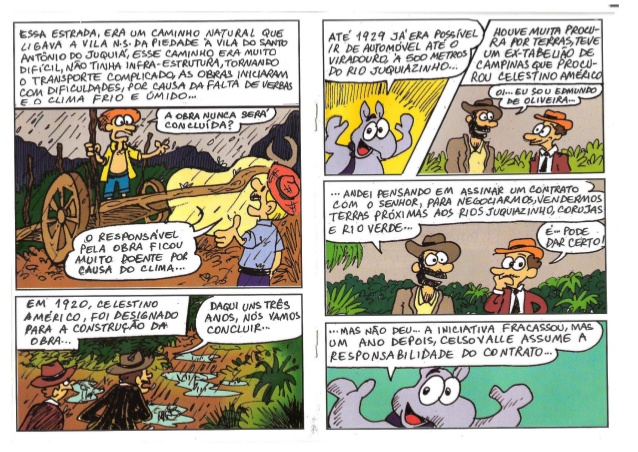 ESSA ESTRADA, ERA UM CAMINHO NATURAL QUE
LIGAVA A VILA N.S. DA PIEDADE À VILA DO SANTO
ANTÔNIO DO JUQUIÁ, ESSE CAMINHO ERA MUITO
DIFÍCIL, NÃO TINHA INFRA-ESTRUTURA, TORNANDO
O TRANSPORTE COMPLICADO, AS OBRAS INICIARAM
COM DIFICULDADES, POR CAUSA DA FALTA DE VERBAS
E O CLIMA FRIO E ÚMIDO...
A OBRA NUNCA SERÁ
CONCLUÍDA?
O RESPONSÁVEL
PELA OBRA FICOU
MUITO DOENTE POR
CAUSA DO CLIMA...
EM 1920, CELESTINO
AMÉRICO, FOI DESIGNADO
PARA A CONSTRUÇÃO DA
OBRA...
DAQUI UNS TRÊS
ANOS, NÓS VAMOS
CONCLUIR...
ATÉ 1929 JÁ ERA POSSÍVEL
IR DE AUTOMÓVEL ATÉ O
VIRADOURO, À 500 METROS
DO RIO JUQUIAZINHO...
HOUVE MUITA PROCU-
RA POR TERRAS, TEVE
UM EX-TABELIÃO DE
CAMPINAS QUE PROCU-
ROU CELESTINO AMÉRICO
OI... EU SOU EDMUNDO
DE OLIVEIRA...
... ANDEI PENSANDO EM ASSINAR UM CONTRATO
COM O SENHOR, PARA NEGOCIARMOS, VENDERMOS
TERRAS PRÓXIMAS AOS RIOS JUQUIAZINHO, CORUJAS
E RIO VERDE...
É... PODE
DAR CERTO!
...MAS NÃO DEU... A INICIATIVA FRACASSOU, MAS
UM ANO DEPOIS, CELSO VALLE ASSUME A
RESPONSABILIDADE DO CONTRATO...